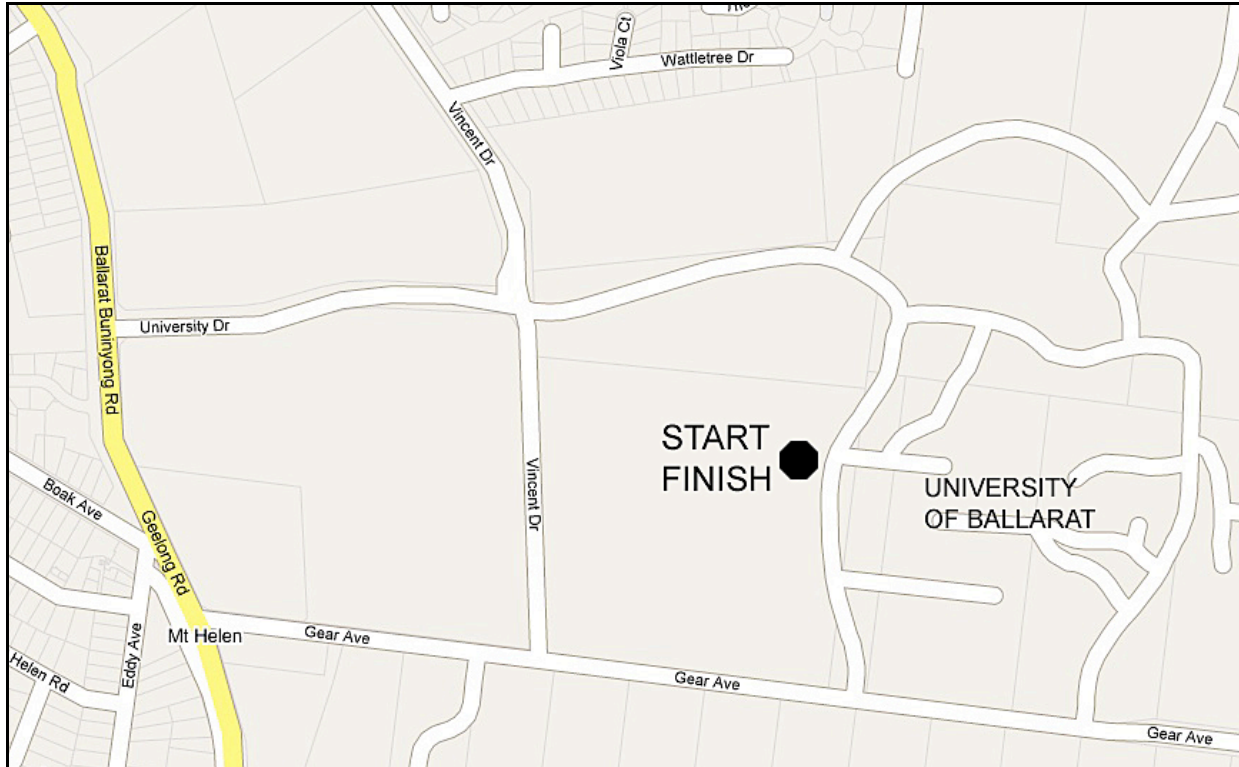 Viola Ct
Wattletree Dr
Vincent Dr
Ballarat Buninyong Rd
University Dr
START
FINISH
Vincent Dr
UNIVERSITY
OF BALLARAT
Boak Ave
Geelong Rd
Mt Helen
Gear Ave
Eddy Ave
Helen Rd
Gear Ave
Gear Ave